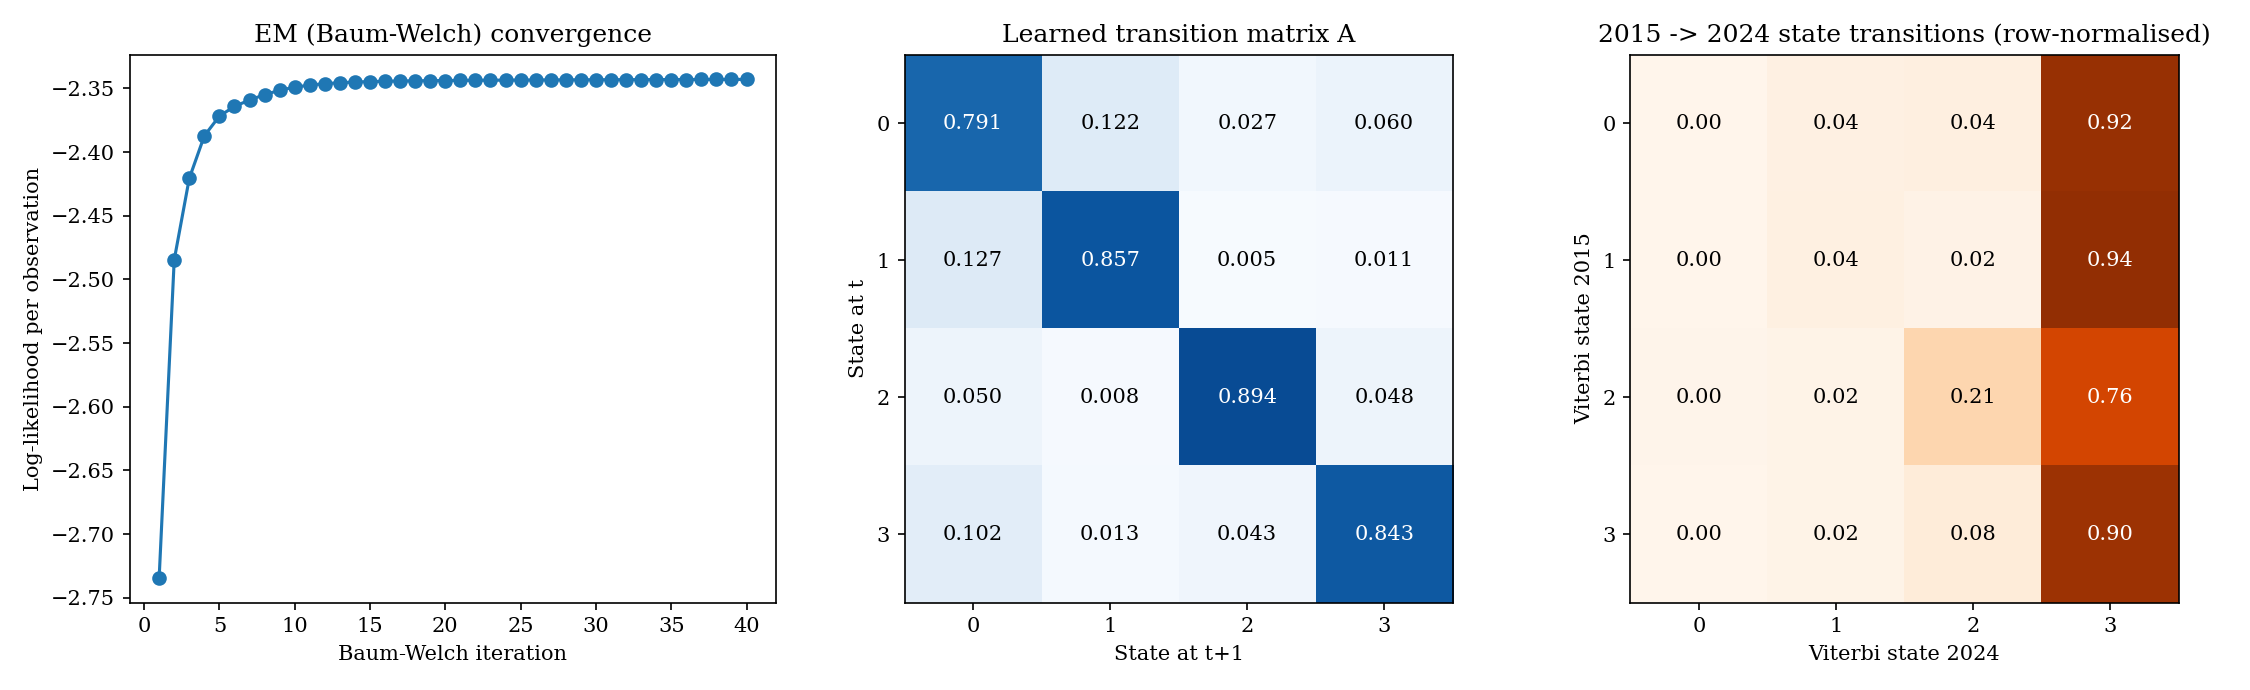 EM (Baum-Welch) convergence
Log-likelihood per observation
−2.35
−2.40
−2.45
−2.50
−2.55
−2.60
−2.65
−2.70
−2.75
0 5 10 15 20 25 30 35 40
Baum-Welch iteration
Learned transition matrix A
State at t
0 0.791 0.122 0.027 0.060
1 0.127 0.857 0.005 0.011
2 0.050 0.008 0.894 0.048
3 0.102 0.013 0.043 0.843
0 1 2 3
State at t+1
2015 -> 2024 state transitions (row-normalised)
Viterbi state 2015
0 0.00 0.04 0.04 0.92
1 0.00 0.04 0.02 0.94
2 0.00 0.02 0.21 0.76
3 0.00 0.02 0.08 0.90
0 1 2 3
Viterbi state 2024